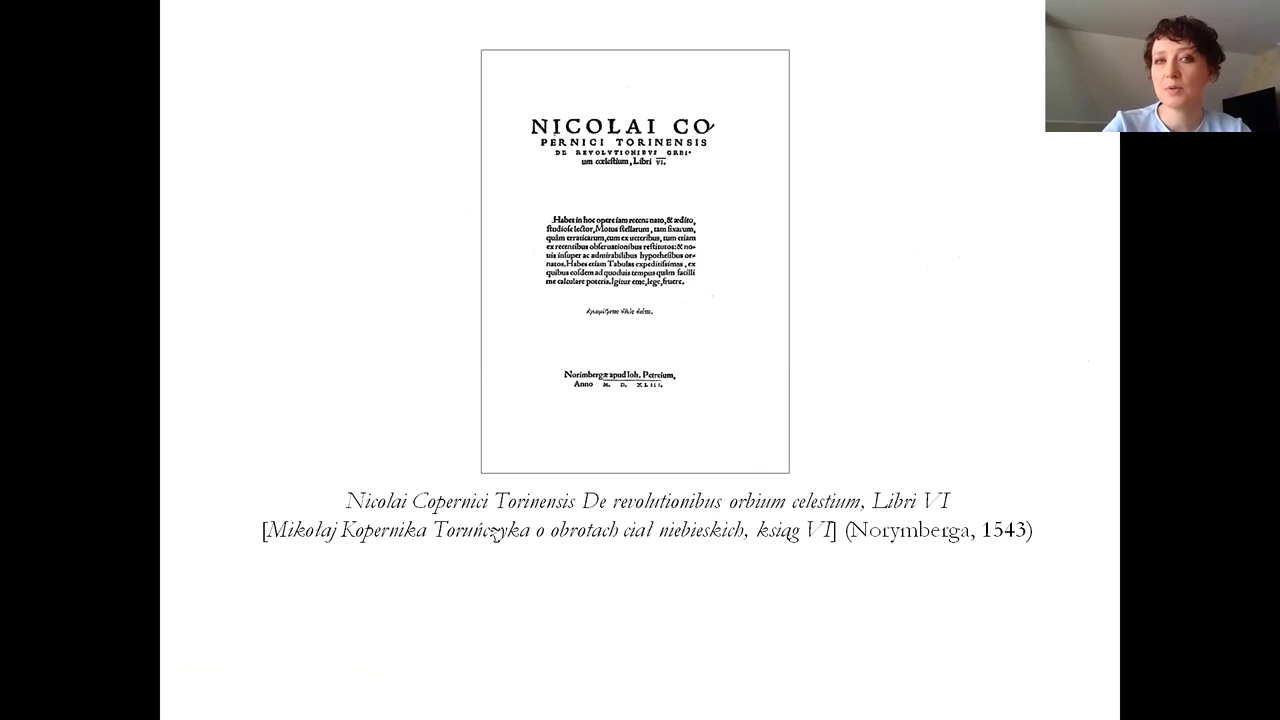 NICOLAI CO
PERNICI TORINENSIS
DE REVOLVTIONIBVS ORBI-
um cœlestium, Libri VI.
Habes in hoc opere iam recens nato, & ædito,
studiose lector, Motus stellarum, tam fixarum,
quàm erraticarum, cum ex ueteribus, tum etiam
ex recentibus obseruationibus restitutos: & no-
uis insuper ac admirabilibus hypothesibus or-
natos. Habes etiam Tabulas expeditissimas, ex
quibus eosdem ad quoduis tempus quàm facilli
me calculare poteris. Igitur eme, lege, fruere.
Norimbergæ apud Ioh. Petreium,
Anno M. D. XLIII.
Nicolai Copernici Torinensis De revolutionibus orbium celestium, Libri VI
[Mikołaj Kopernika Toruńczyka o obrotach ciał niebieskich, ksiąg VI] (Norymberga, 1543)